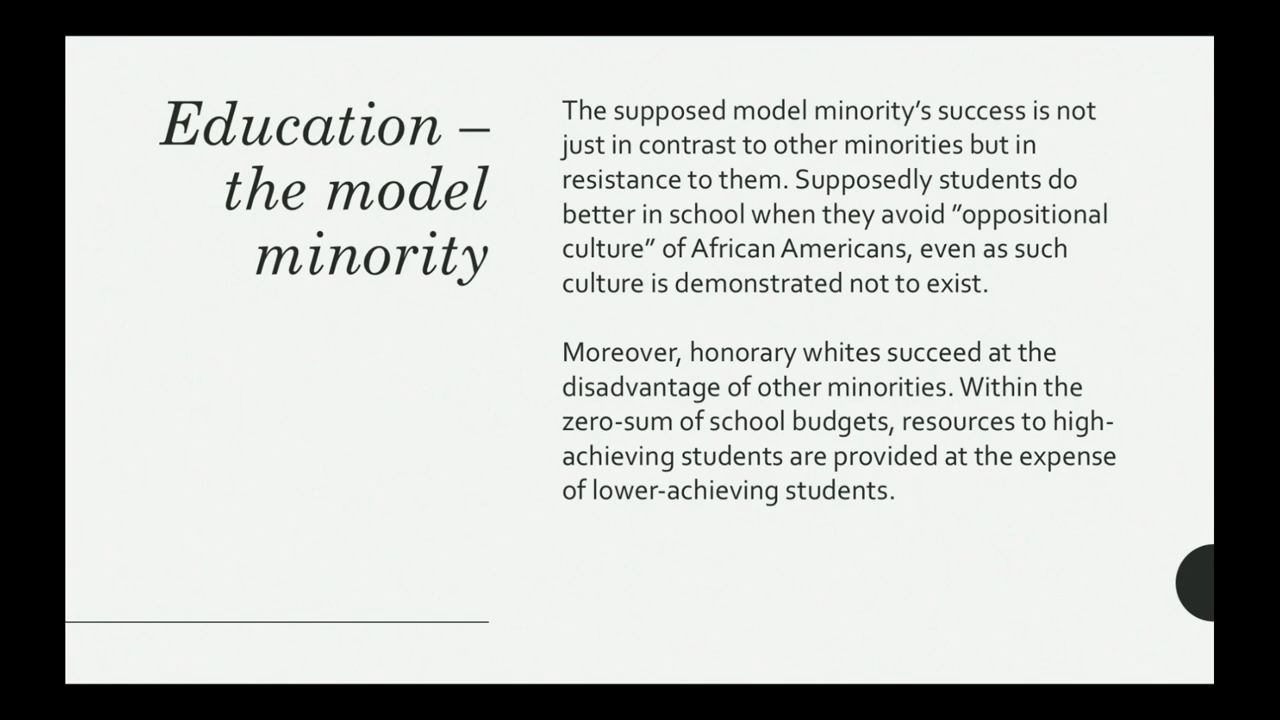 Education –
the model
minority
The supposed model minority’s success is not
just in contrast to other minorities but in
resistance to them. Supposedly students do
better in school when they avoid ”oppositional
culture” of African Americans, even as such
culture is demonstrated not to exist.
Moreover, honorary whites succeed at the
disadvantage of other minorities. Within the
zero-sum of school budgets, resources to high-
achieving students are provided at the expense
of lower-achieving students.